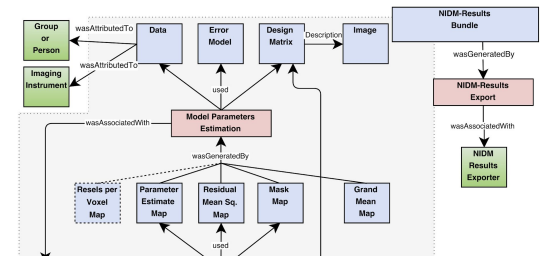 Group
or
Person
wasAttributedTo
Data
Error
Model
Design
Matrix
Description
Image
NIDM-Results
Bundle
wasAttributedTo
Imaging
Instrument
wasGeneratedBy
used
NIDM-Results
Export
Model Parameters
Estimation
wasAssociatedWith
wasAssociatedWith
wasGeneratedBy
NIDM
Results
Exporter
Resels per
Voxel
Map
Parameter
Estimate
Map
Residual
Mean Sq.
Map
Mask
Map
Grand
Mean
Map
used